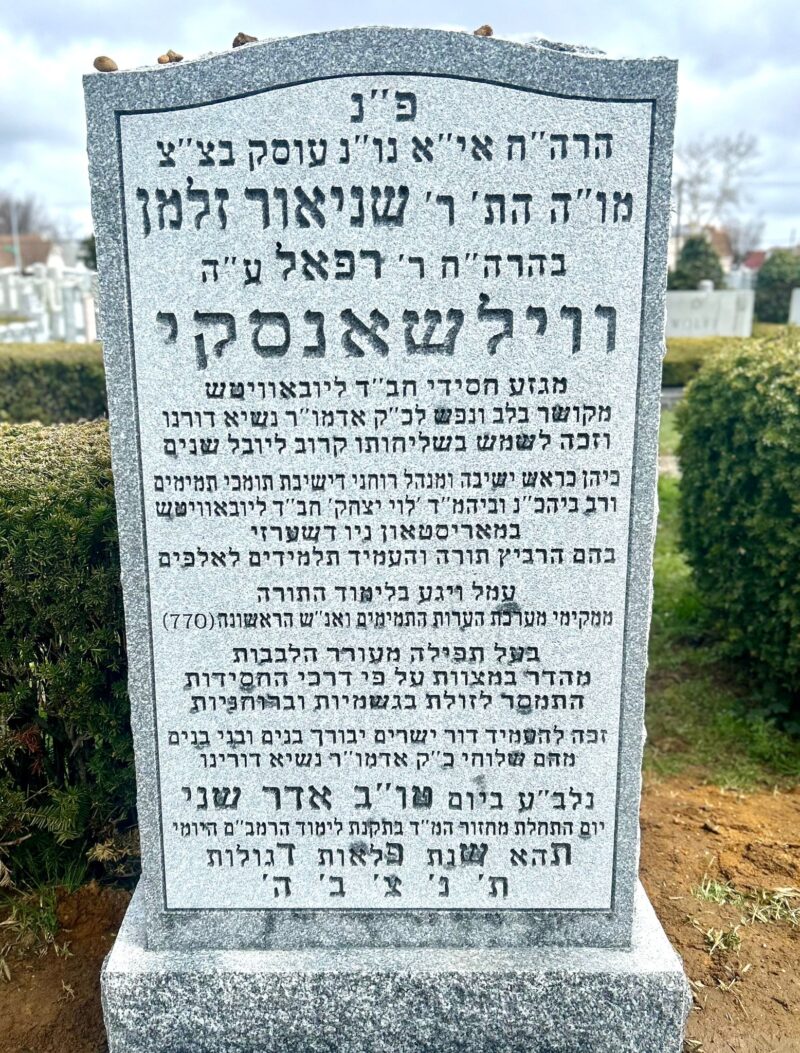 פ״נ
הרה״ח אי״א נו״נ עוסק בצ״צ
מו״ה הת׳ ר׳ שניאור זלמן
בהרה״ח ר׳ רפאל ע״ה
ווילשאנסקי
מגזע חסידי חב״ד ליובאוויטש
מקושר בלב ונפש לכ״ק אדמו״ר נשיא דורנו
וזכה לשמש בשליחותו קרוב ליובל שנים
כיהן כראש ישיבה ומנהל רוחני דישיבת תומכי תמימים
ורב ביהכ״נ וביהמ״ד ׳לוי יצחק׳ חב״ד ליובאוויטש
במאריסטאון ניו דשערזי
בהם הרביץ תורה והעמיד תלמידים לאלפים
עמל ויגע בלימוד התורה
ממקימי מערכת הערות התמימים ואנ״ש הראשונה (770)
בעל תפילה מעורר הלבבות
מהדר במצוות על פי דרכי החסידות
התמסר לזולת בגשמיות וברוחניות
זכה להעמיד דור ישרים יבורך בנים ובני בנים
מהם שלוחי כ״ק אדמו״ר נשיא דורינו
נלב״ע ביום טו״ב אדר שני
יום התחלת מחזור המ״ד בתקנת לימוד הרמב״ם היומי
תהא שנת פלאות דגולות
ת׳ נ׳ צ׳ ב׳ ה׳